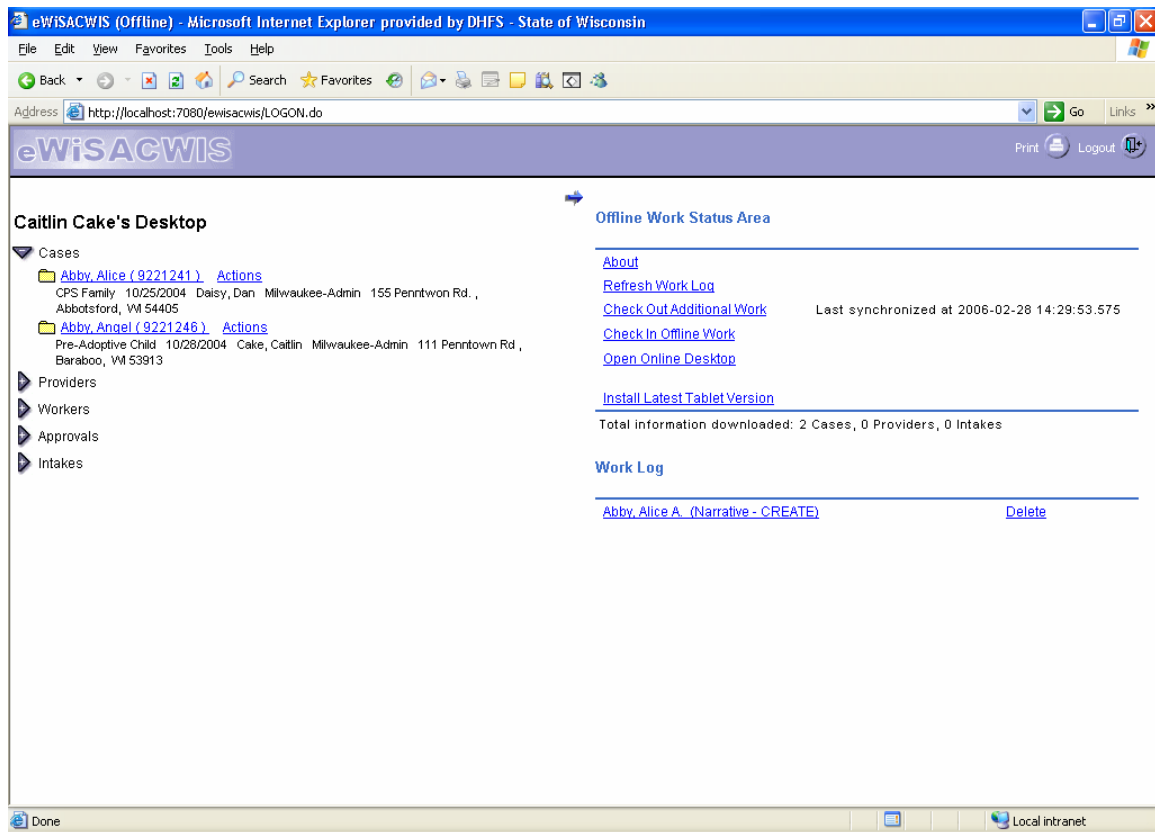 eWiSACWIS (Offline) - Microsoft Internet Explorer provided by DHFS - State of Wisconsin
File Edit View Favorites Tools Help
Back Search Favorites
Address http://localhost:7080/ewisacwis/LOGON.do Go Links »
eWiSACWIS
Print Logout
Caitlin Cake's Desktop
Cases
Abby, Alice ( 9221241 ) Actions
CPS Family 10/25/2004 Daisy, Dan Milwaukee-Admin 155 Penntwon Rd. ,
Abbotsford, WI 54405
Abby, Angel ( 9221246 ) Actions
Pre-Adoptive Child 10/28/2004 Cake, Caitlin Milwaukee-Admin 111 Penntown Rd ,
Baraboo, WI 53913
Providers
Workers
Approvals
Intakes
Offline Work Status Area
About
Refresh Work Log
Check Out Additional Work Last synchronized at 2006-02-28 14:29:53.575
Check In Offline Work
Open Online Desktop
Install Latest Tablet Version
Total information downloaded: 2 Cases, 0 Providers, 0 Intakes
Work Log
Abby, Alice A. (Narrative - CREATE) Delete
Done Local intranet